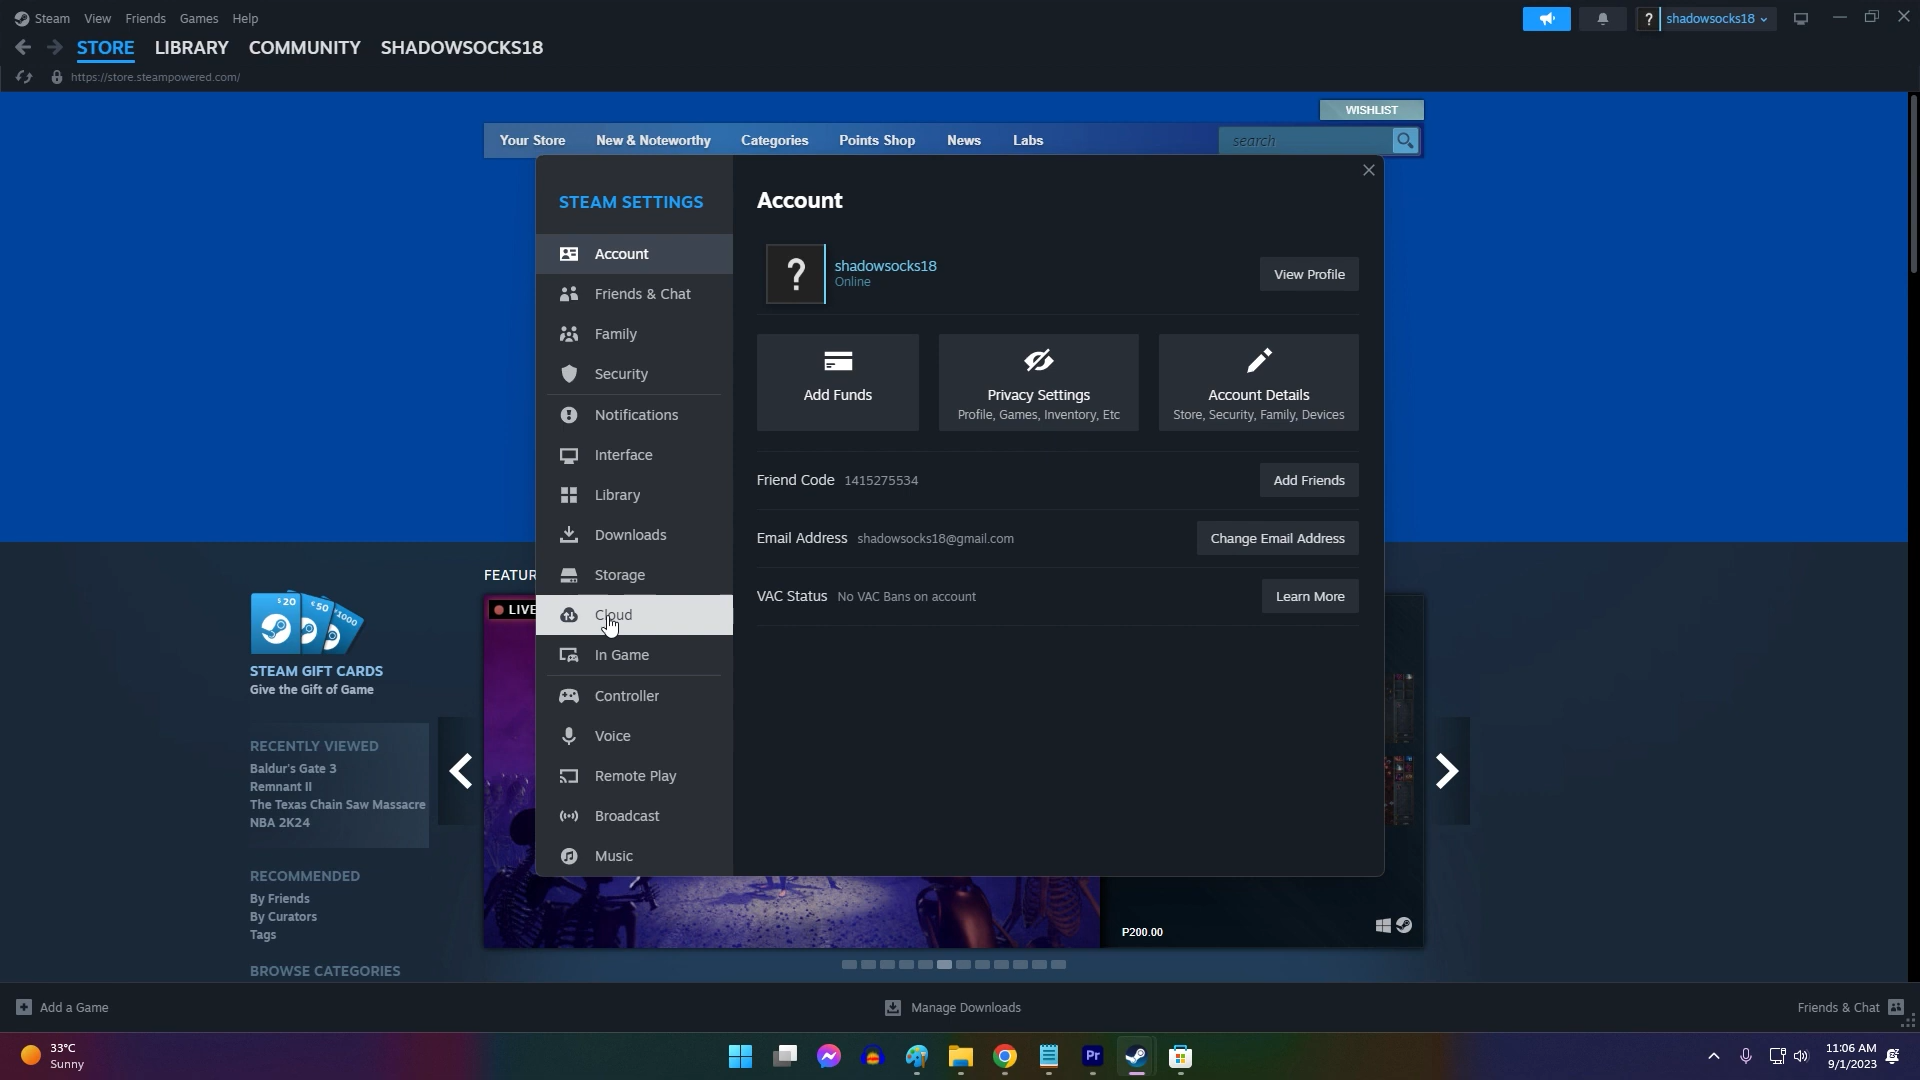 Steam View Friends Games Help
shadowsocks18
STORE LIBRARY COMMUNITY SHADOWSOCKS18
https://store.steampowered.com/
WISHLIST
Your Store New & Noteworthy Categories Points Shop News Labs
search
STEAM SETTINGS
Account
Friends & Chat
Family
Security
Notifications
Interface
Library
Downloads
Storage
Cloud
In Game
Controller
Voice
Remote Play
Broadcast
Music
Account
?
shadowsocks18
Online
View Profile
Add Funds
Privacy Settings
Profile, Games, Inventory, Etc
Account Details
Store, Security, Family, Devices
Friend Code 1415275534
Add Friends
Email Address shadowsocks18@gmail.com
Change Email Address
VAC Status No VAC Bans on account
Learn More
FEATUR
LIVE
$20 €50 $1000
STEAM GIFT CARDS
Give the Gift of Game
RECENTLY VIEWED
Baldur's Gate 3
Remnant II
The Texas Chain Saw Massacre
NBA 2K24
RECOMMENDED
By Friends
By Curators
Tags
BROWSE CATEGORIES
P200.00
Add a Game
Manage Downloads
Friends & Chat
33°C
Sunny
Pr
11:06 AM
9/1/2023